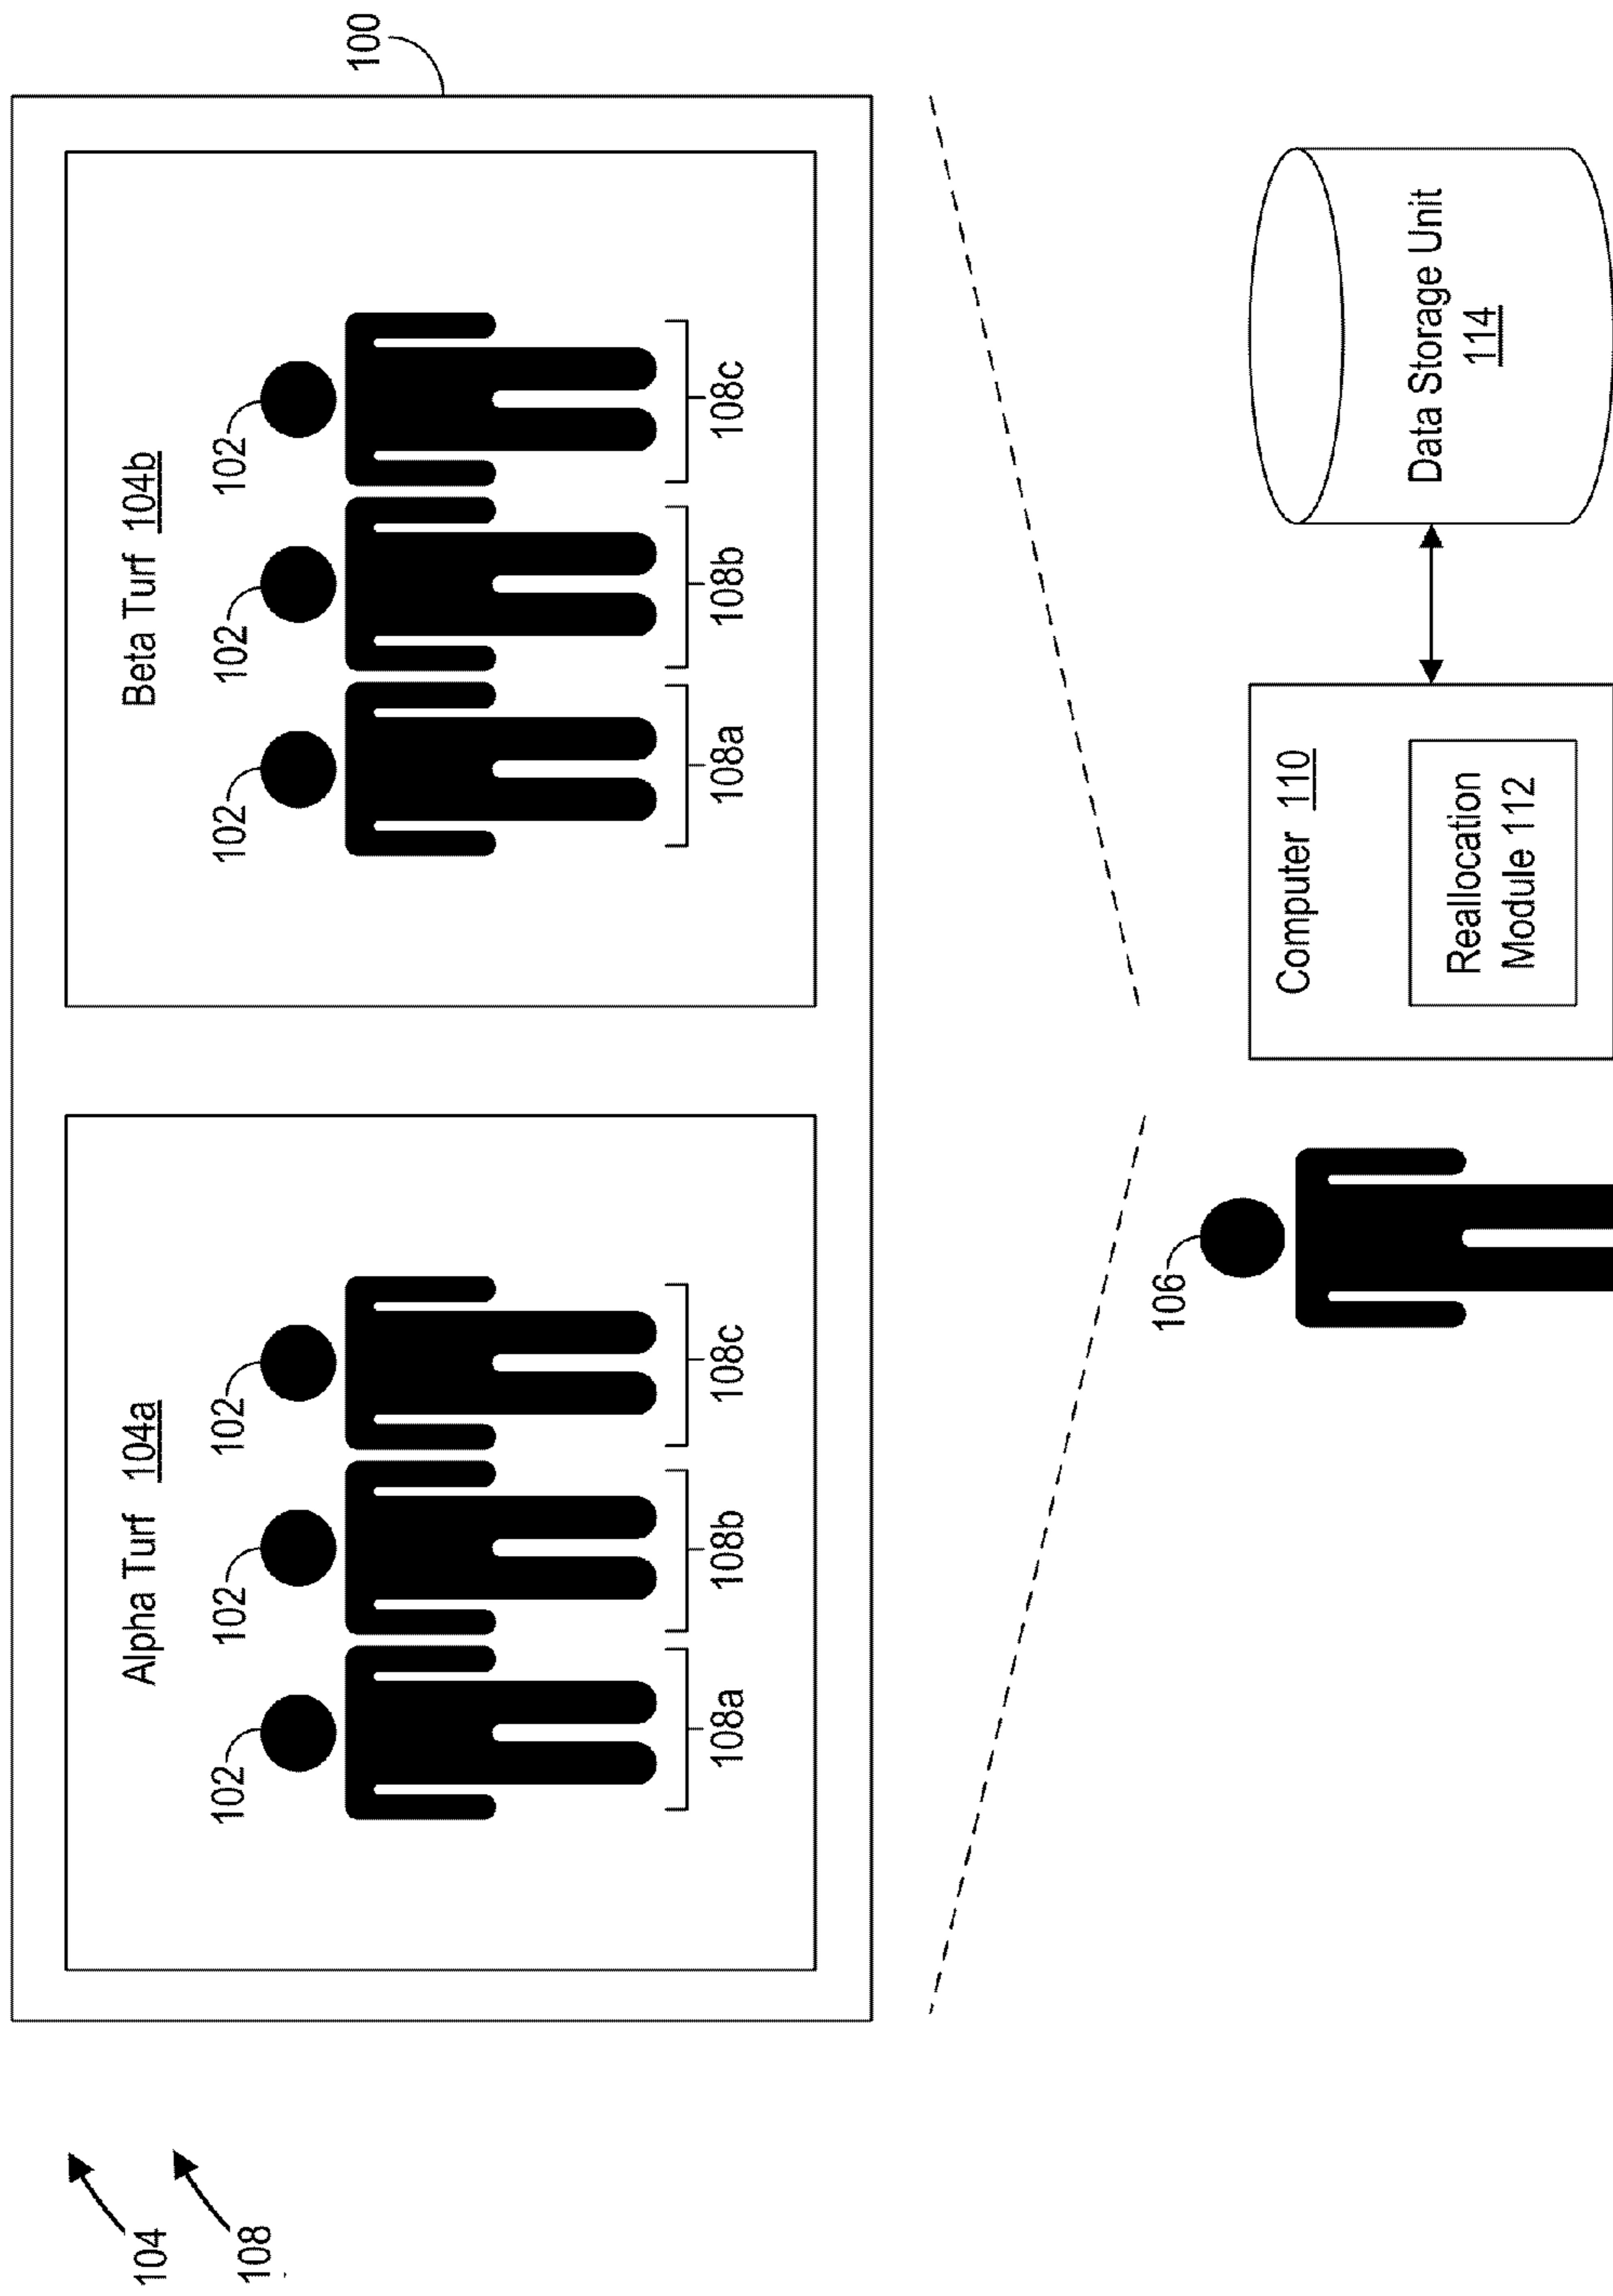 104
108
100
Alpha Turf 104a
102
102
102
108a
108b
108c
Beta Turf 104b
102
102
102
108a
108b
108c
106
Computer 110
Reallocation
Module 112
Data Storage Unit
114